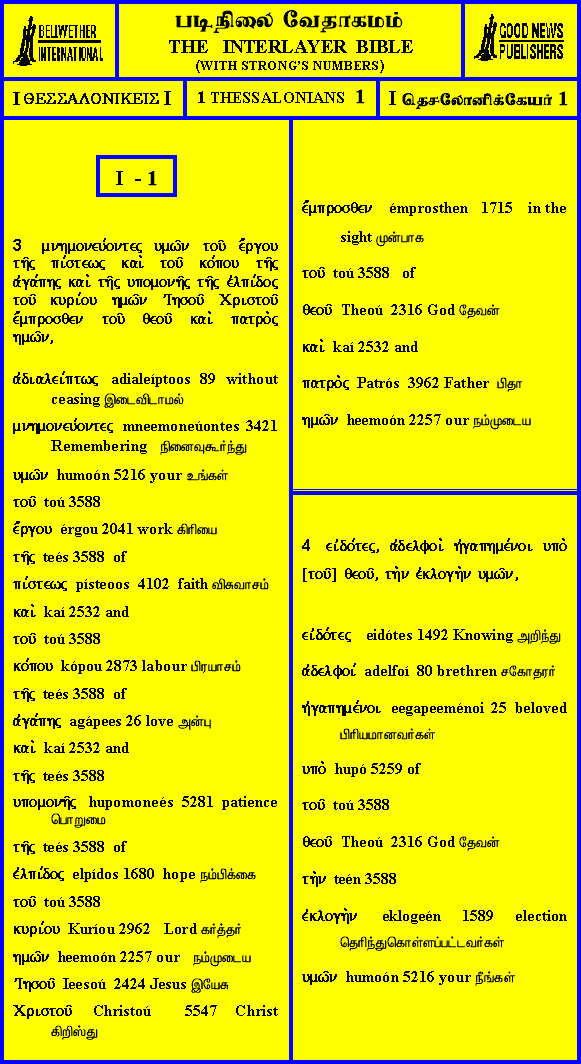 BELLWETHER
INTERNATIONAL
படிநிலை வேதாகமம்
THE INTERLAYER BIBLE
(WITH STRONG'S NUMBERS)
GOOD NEWS
PUBLISHERS
I ΘΕΣΣΑΛΟΝΙΚΕΙΣ I
1 THESSALONIANS 1
I தெசலோனிக்கேயர் 1
I - 1
3 μνημονεύοντες υμῶν τοῦ ἔργου
τῆς πίστεως καὶ τοῦ κόπου τῆς
ἀγάπης καὶ τῆς υπομονῆς τῆς ἐλπίδος
τοῦ κυρίου ημῶν Ἰησοῦ Χριστοῦ
ἔμπροσθεν τοῦ θεοῦ καὶ πατρὸς
ημῶν,
ἀδιαλείπτως adialeíptoos 89 without
ceasing இடைவிடாமல்
μνημονεύοντες mneemoneúontes 3421
Remembering நினைவுகூர்ந்து
υμῶν humoón 5216 your உங்கள்
τοῦ toú 3588
ἔργου érgou 2041 work கிரியை
τῆς teés 3588 of
πίστεως písteoos 4102 faith விசுவாசம்
καὶ kaí 2532 and
τοῦ toú 3588
κόπου kópou 2873 labour பிரயாசம்
τῆς teés 3588 of
ἀγάπης agápees 26 love அன்பு
καὶ kaí 2532 and
τῆς teés 3588
υπομονῆς hupomoneés 5281 patience
பொறுமை
τῆς teés 3588 of
ἐλπίδος elpídos 1680 hope நம்பிக்கை
τοῦ toú 3588
κυρίου Kuríou 2962 Lord கர்த்தர்
ημῶν heemoón 2257 our நம்முடைய
Ἰησοῦ Ieesoú 2424 Jesus இயேசு
Χριστοῦ Christoú 5547 Christ
கிறிஸ்து
ἔμπροσθεν émprosthen 1715 in the
sight முன்பாக
τοῦ toú 3588 of
θεοῦ Theoú 2316 God தேவன்
καὶ kaí 2532 and
πατρὸς Patrós 3962 Father பிதா
ημῶν heemoón 2257 our நம்முடைய
4 εἰδότες, ἀδελφοὶ ἠγαπημένοι υπὸ
[τοῦ] θεοῦ, τὴν ἐκλογὴν υμῶν,
εἰδότες eidótes 1492 Knowing அறிந்து
ἀδελφοί adelfoí 80 brethren சகோதரர்
ἠγαπημένοι eegapeeménoi 25 beloved
பிரியமானவர்கள்
υπὸ hupó 5259 of
τοῦ toú 3588
θεοῦ Theoú 2316 God தேவன்
τὴν teén 3588
ἐκλογὴν eklogeén 1589 election
தெரிந்துகொள்ளப்பட்டவர்கள்
υμῶν humoón 5216 your நீங்கள்